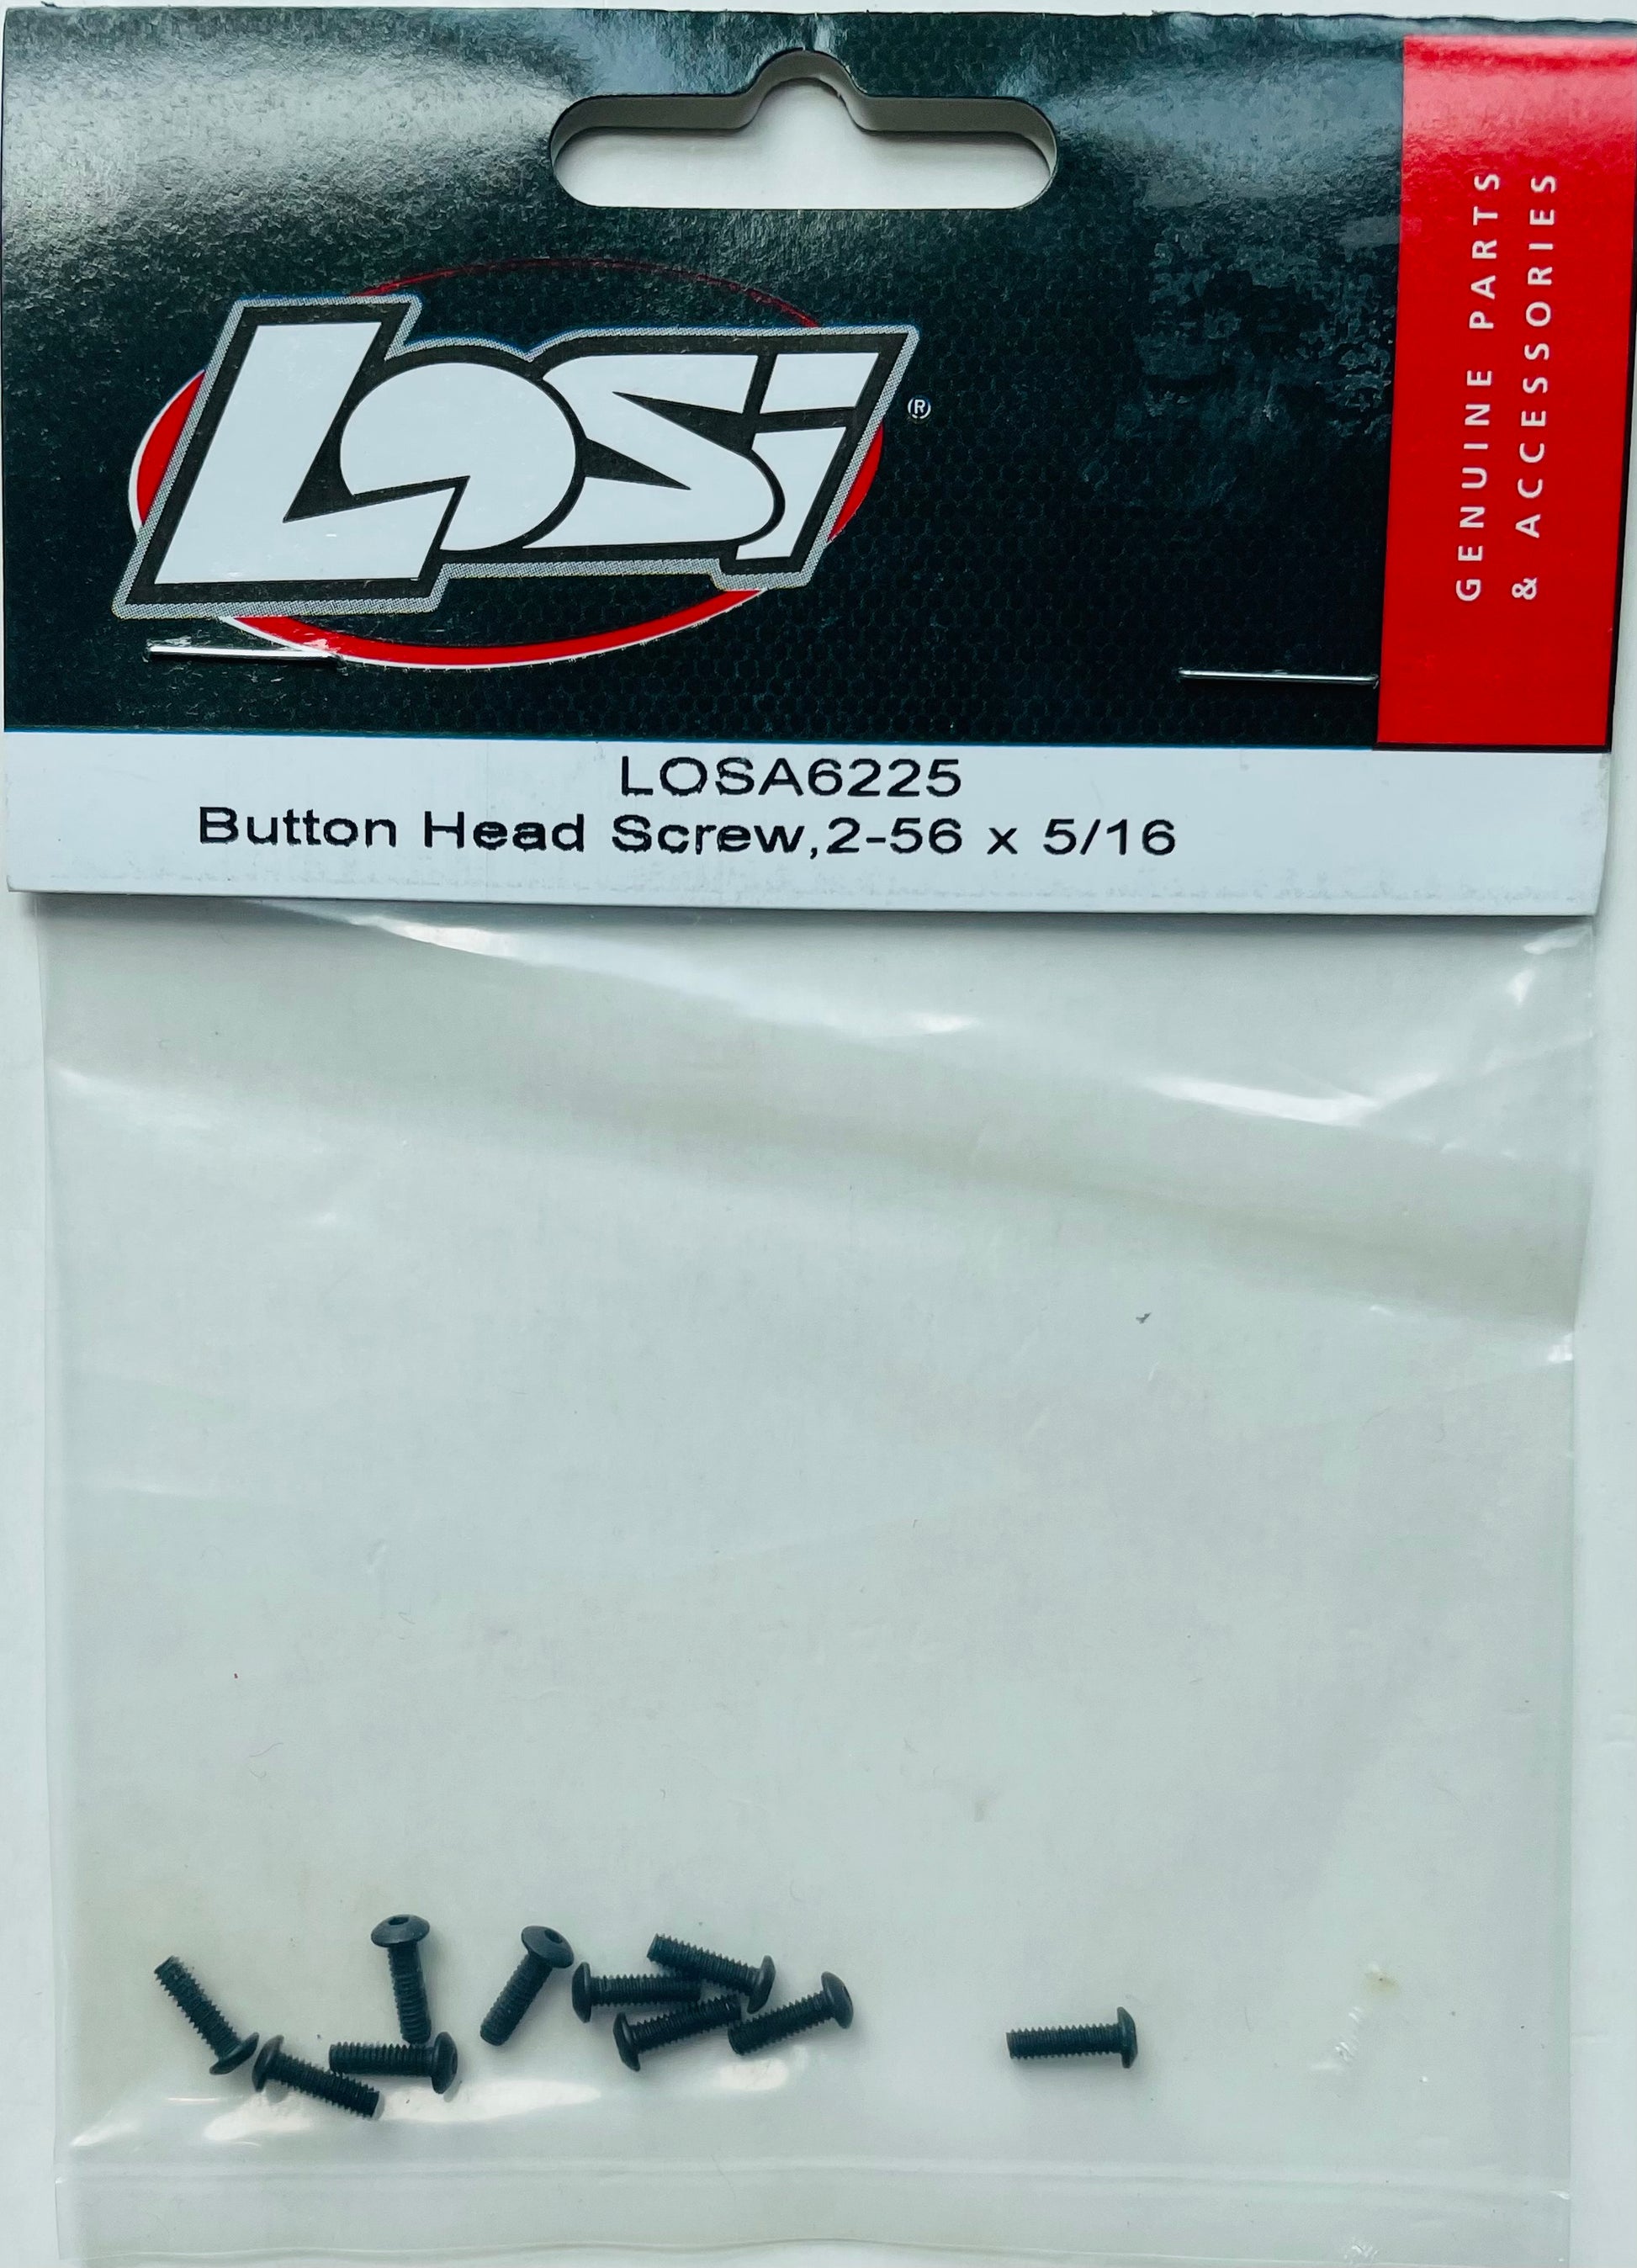 Losi ®
GENUINE PARTS
& ACCESSORIES
LOSA6225
Button Head Screw,2-56 x 5/16